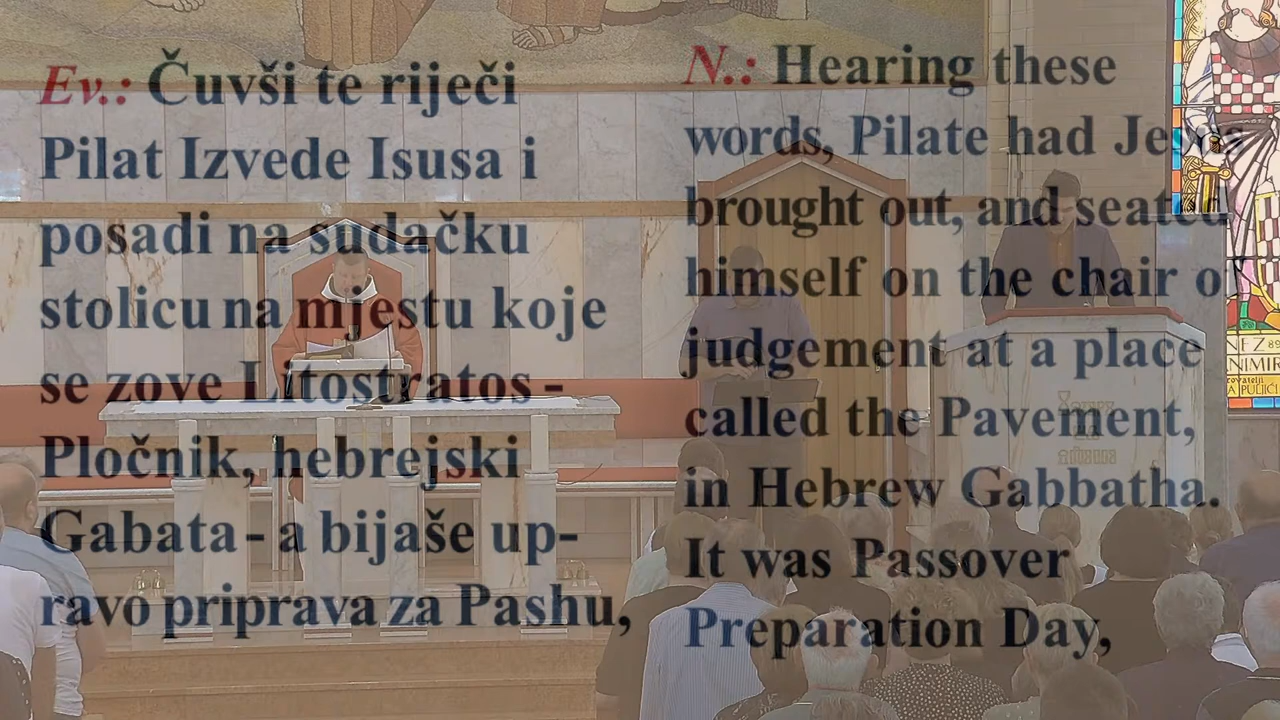 Ev.: Čuvši te riječi
Pilat Izvede Isusa i
posadi na sudačku
stolicu na mjestu koje
se zove Litostratos -
Pločnik, hebrejski
Gabata - a bijaše up-
ravo priprava za Pashu,
N.: Hearing these
words, Pilate had Jesus
brought out, and seated
himself on the chair of
judgement at a place
called the Pavement,
in Hebrew Gabbatha.
It was Passover
Preparation Day,